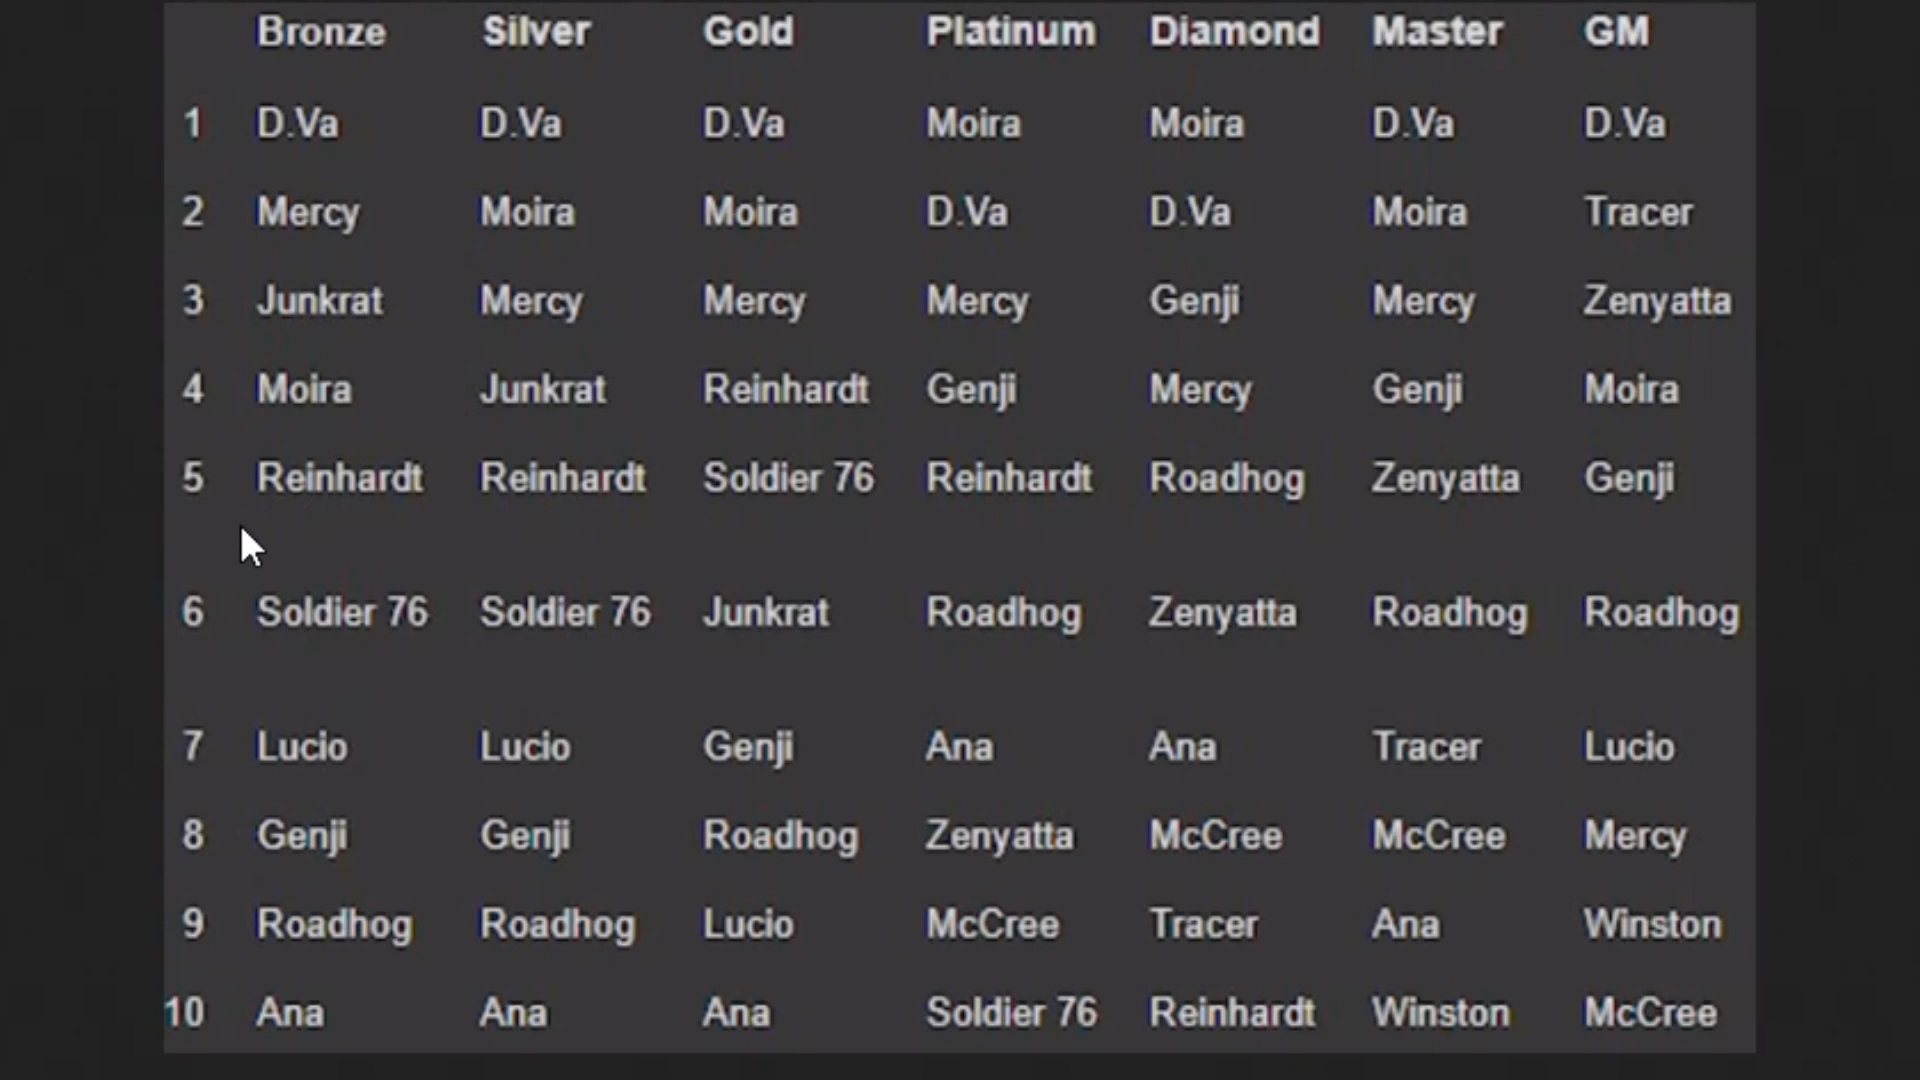 Bronze Silver Gold Platinum Diamond Master GM
1 D.Va D.Va D.Va Moira Moira D.Va D.Va
2 Mercy Moira Moira D.Va D.Va Moira Tracer
3 Junkrat Mercy Mercy Mercy Genji Mercy Zenyatta
4 Moira Junkrat Reinhardt Genji Mercy Genji Moira
5 Reinhardt Reinhardt Soldier 76 Reinhardt Roadhog Zenyatta Genji
6 Soldier 76 Soldier 76 Junkrat Roadhog Zenyatta Roadhog Roadhog
7 Lucio Lucio Genji Ana Ana Tracer Lucio
8 Genji Genji Roadhog Zenyatta McCree McCree Mercy
9 Roadhog Roadhog Lucio McCree Tracer Ana Winston
10 Ana Ana Ana Soldier 76 Reinhardt Winston McCree